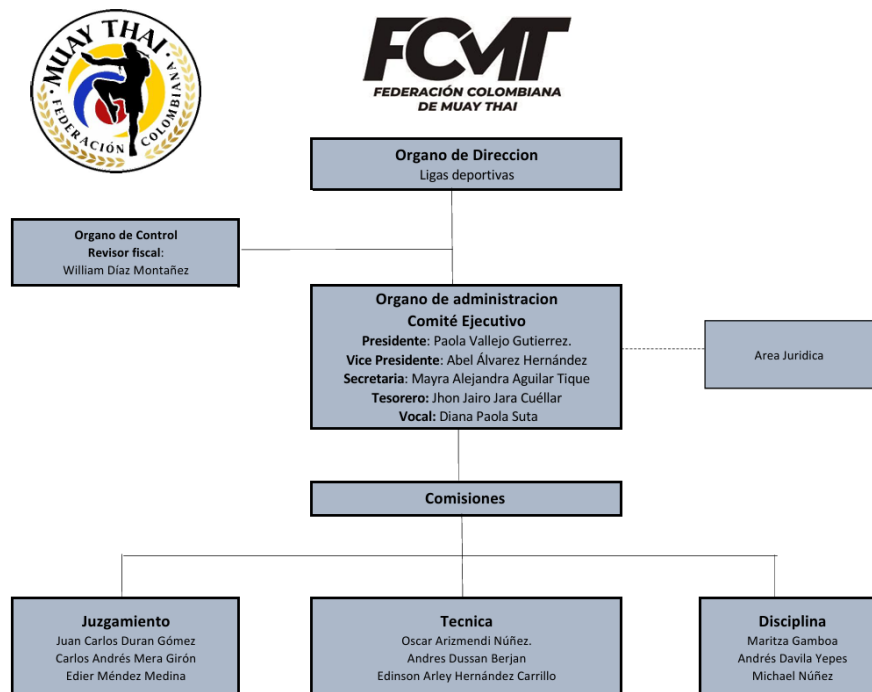 MUAY THAI
FEDERACIÓN COLOMBIANA
FCMT
FEDERACIÓN COLOMBIANA
DE MUAY THAI
Organo de Direccion
Ligas deportivas
Organo de Control
Revisor fiscal:
William Díaz Montañez
Organo de administracion
Comité Ejecutivo
Presidente: Paola Vallejo Gutierrez.
Vice Presidente: Abel Álvarez Hernández
Secretaria: Mayra Alejandra Aguilar Tique
Tesorero: Jhon Jairo Jara Cuéllar
Vocal: Diana Paola Suta
Area Juridica
Comisiones
Juzgamiento
Juan Carlos Duran Gómez
Carlos Andrés Mera Girón
Edier Méndez Medina
Tecnica
Oscar Arizmendi Núñez.
Andres Dussan Berjan
Edinson Arley Hernández Carrillo
Disciplina
Maritza Gamboa
Andrés Davila Yepes
Michael Núñez